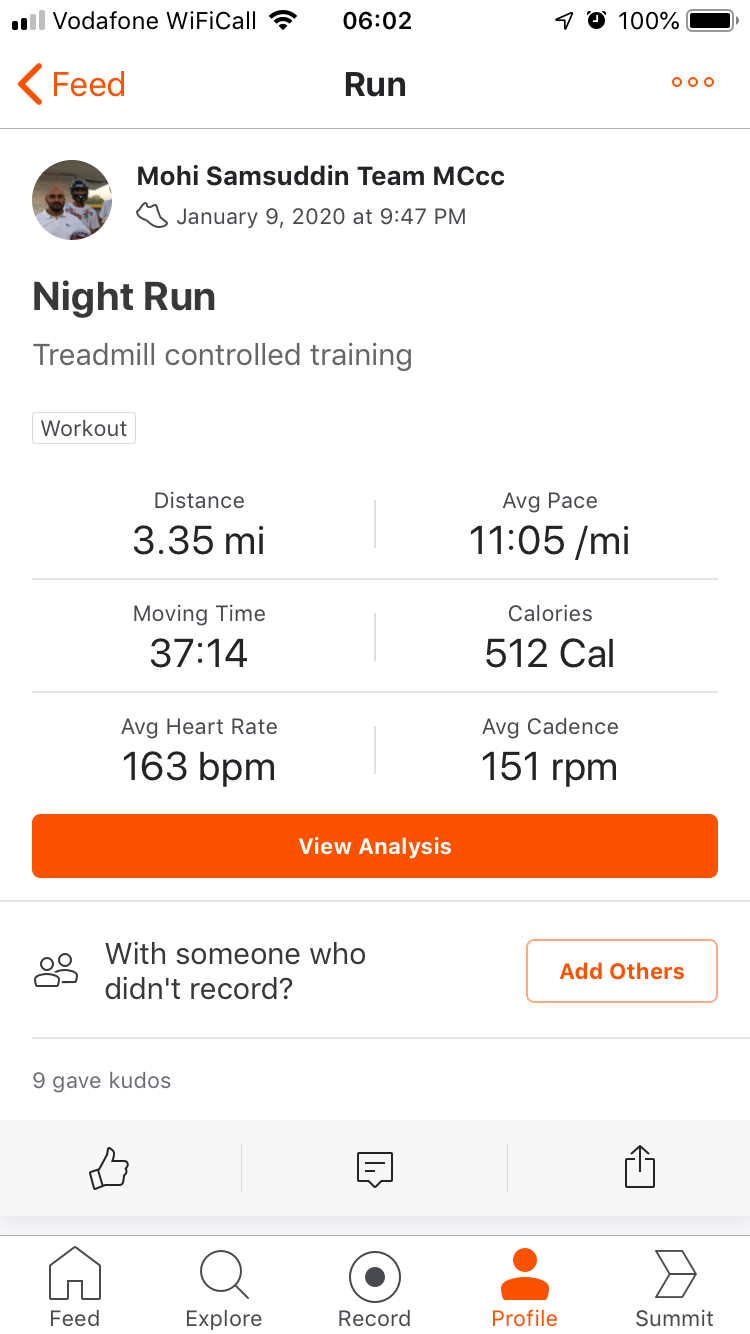 Vodafone WiFiCall 06:02 100%
Feed Run
Mohi Samsuddin Team MCcc
January 9, 2020 at 9:47 PM
Night Run
Treadmill controlled training
Workout
Distance Avg Pace
3.35 mi 11:05 /mi
Moving Time Calories
37:14 512 Cal
Avg Heart Rate Avg Cadence
163 bpm 151 rpm
View Analysis
With someone who
didn't record?
Add Others
9 gave kudos
Feed Explore Record Profile Summit